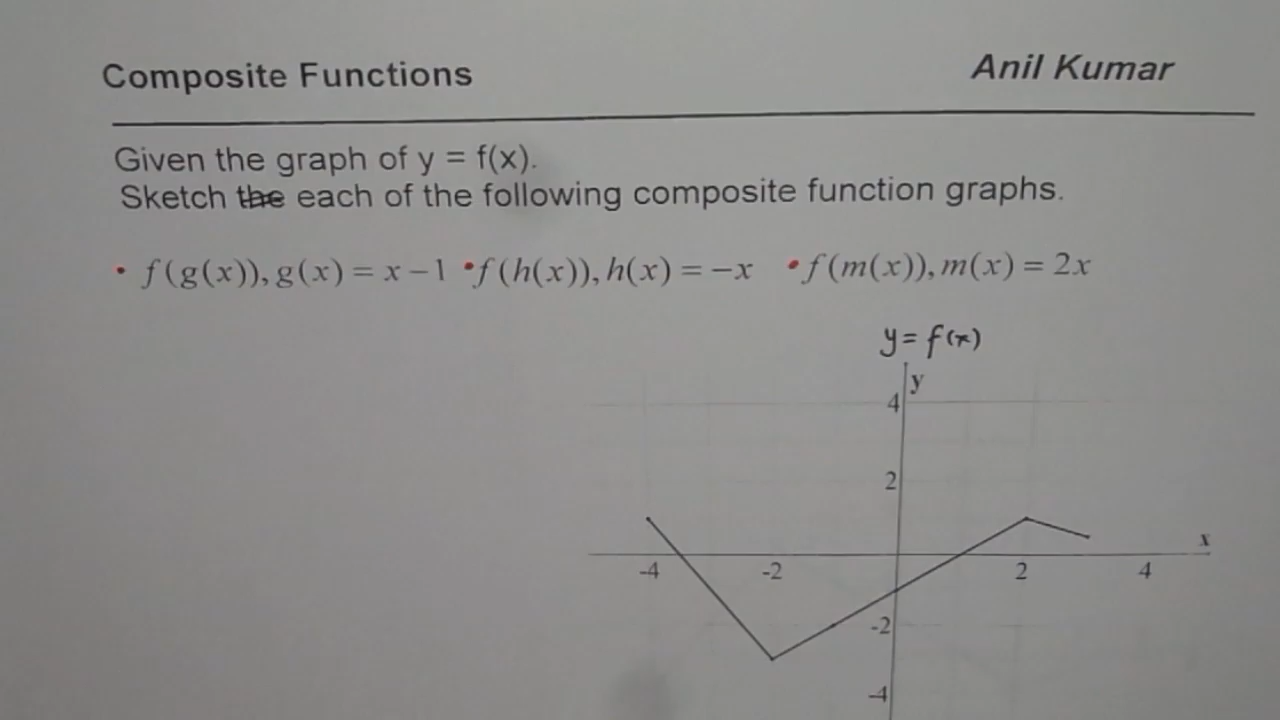 Composite Functions Anil Kumar
Given the graph of y = f(x).
Sketch the each of the following composite function graphs.
• f(g(x)), g(x) = x – 1 • f(h(x)), h(x) = –x • f(m(x)), m(x) = 2x
y = f(x)
y
4
2
x
-4 -2 2 4
-2
-4